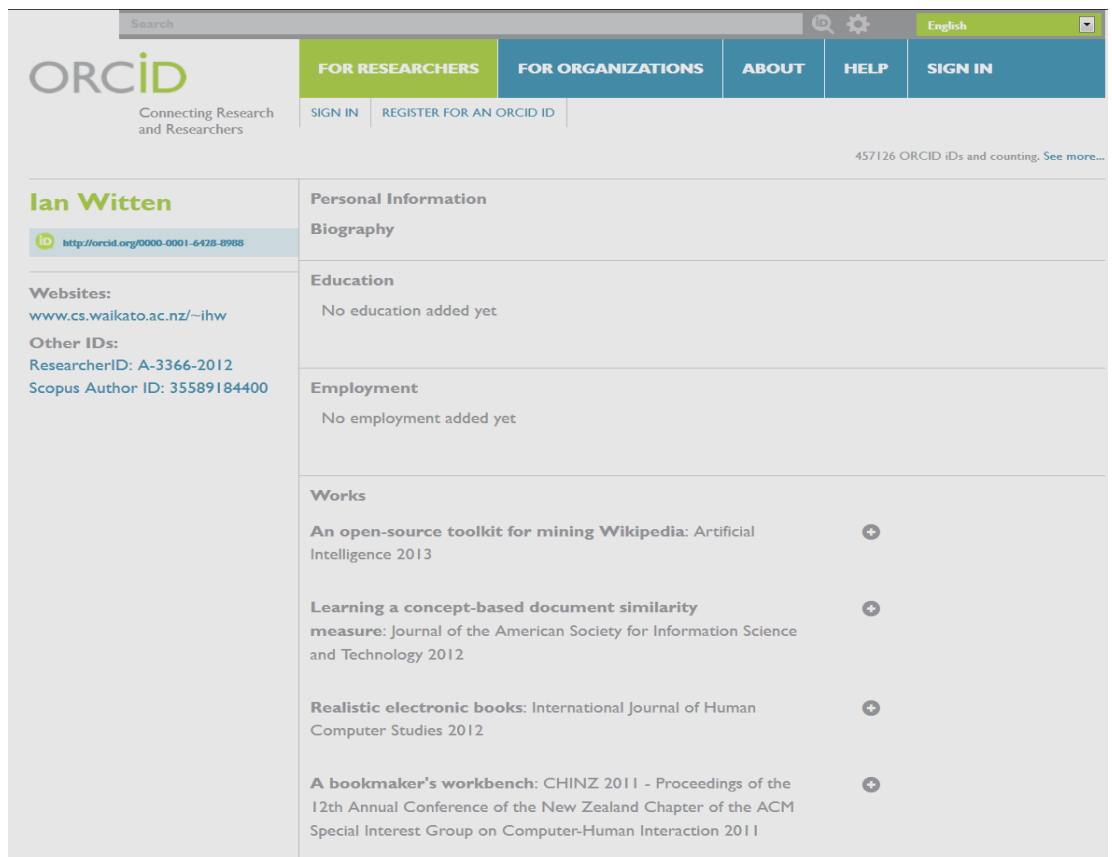 Search
English
ORCID
Connecting Research
and Researchers
FOR RESEARCHERS
FOR ORGANIZATIONS
ABOUT
HELP
SIGN IN
SIGN IN
REGISTER FOR AN ORCID ID
457126 ORCID iDs and counting. See more...
Ian Witten
iD http://orcid.org/0000-0001-6428-8988
Websites:
www.cs.waikato.ac.nz/~ihw
Other IDs:
ResearcherID: A-3366-2012
Scopus Author ID: 35589184400
Personal Information
Biography
Education
No education added yet
Employment
No employment added yet
Works
An open-source toolkit for mining Wikipedia: Artificial
Intelligence 2013
Learning a concept-based document similarity
measure: Journal of the American Society for Information Science
and Technology 2012
Realistic electronic books: International Journal of Human
Computer Studies 2012
A bookmaker's workbench: CHINZ 2011 - Proceedings of the
12th Annual Conference of the New Zealand Chapter of the ACM
Special Interest Group on Computer-Human Interaction 2011